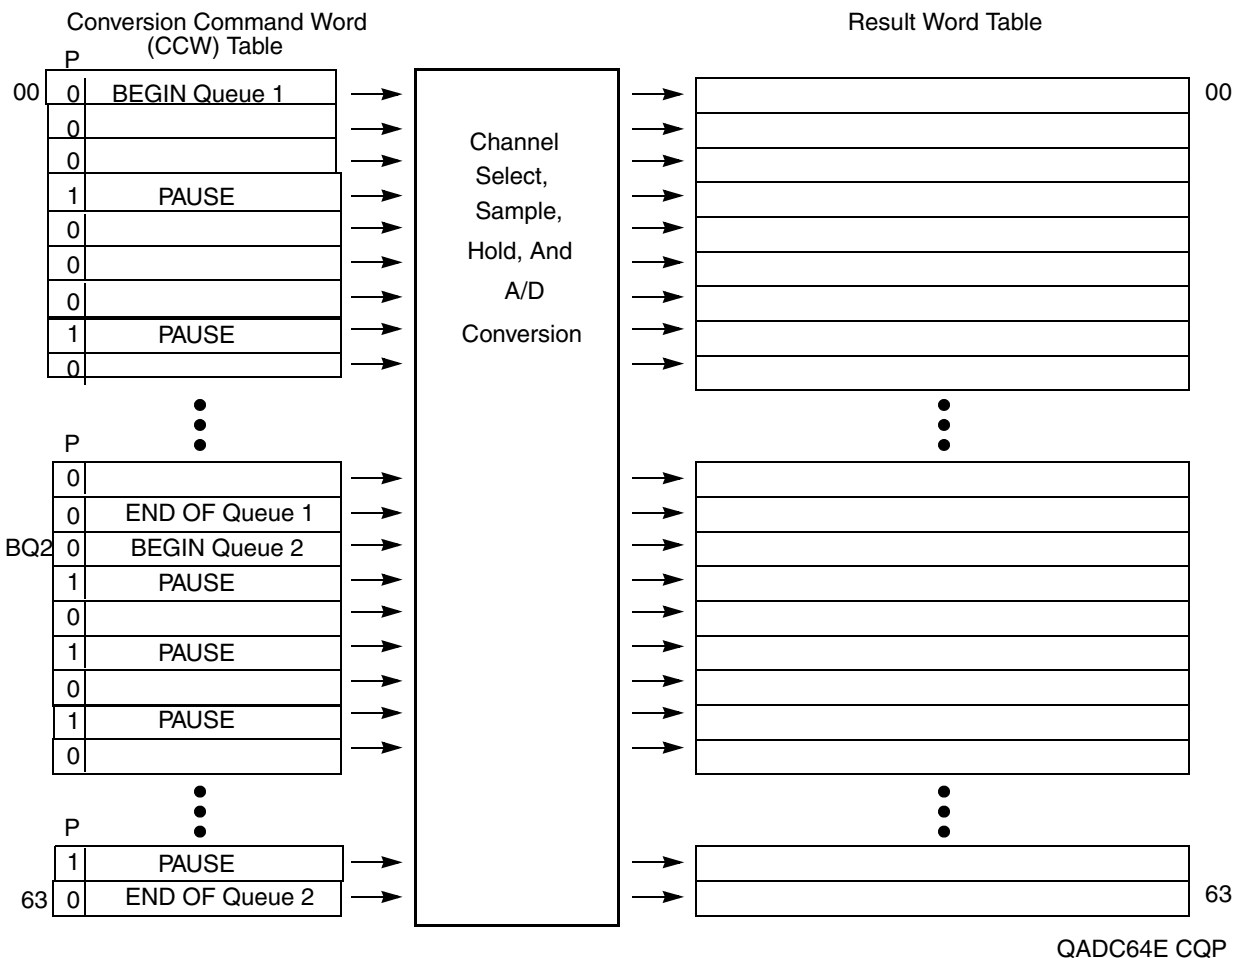 Conversion Command Word
(CCW) Table
Result Word Table
P
00 0 BEGIN Queue 1 00
0
0
1 PAUSE
0
0
0
1 PAUSE
0
Channel
Select,
Sample,
Hold, And
A/D
Conversion
P
0
0 END OF Queue 1
BQ2 0 BEGIN Queue 2
1 PAUSE
0
1 PAUSE
0
1 PAUSE
0
P
1 PAUSE
63 0 END OF Queue 2 63
QADC64E CQP